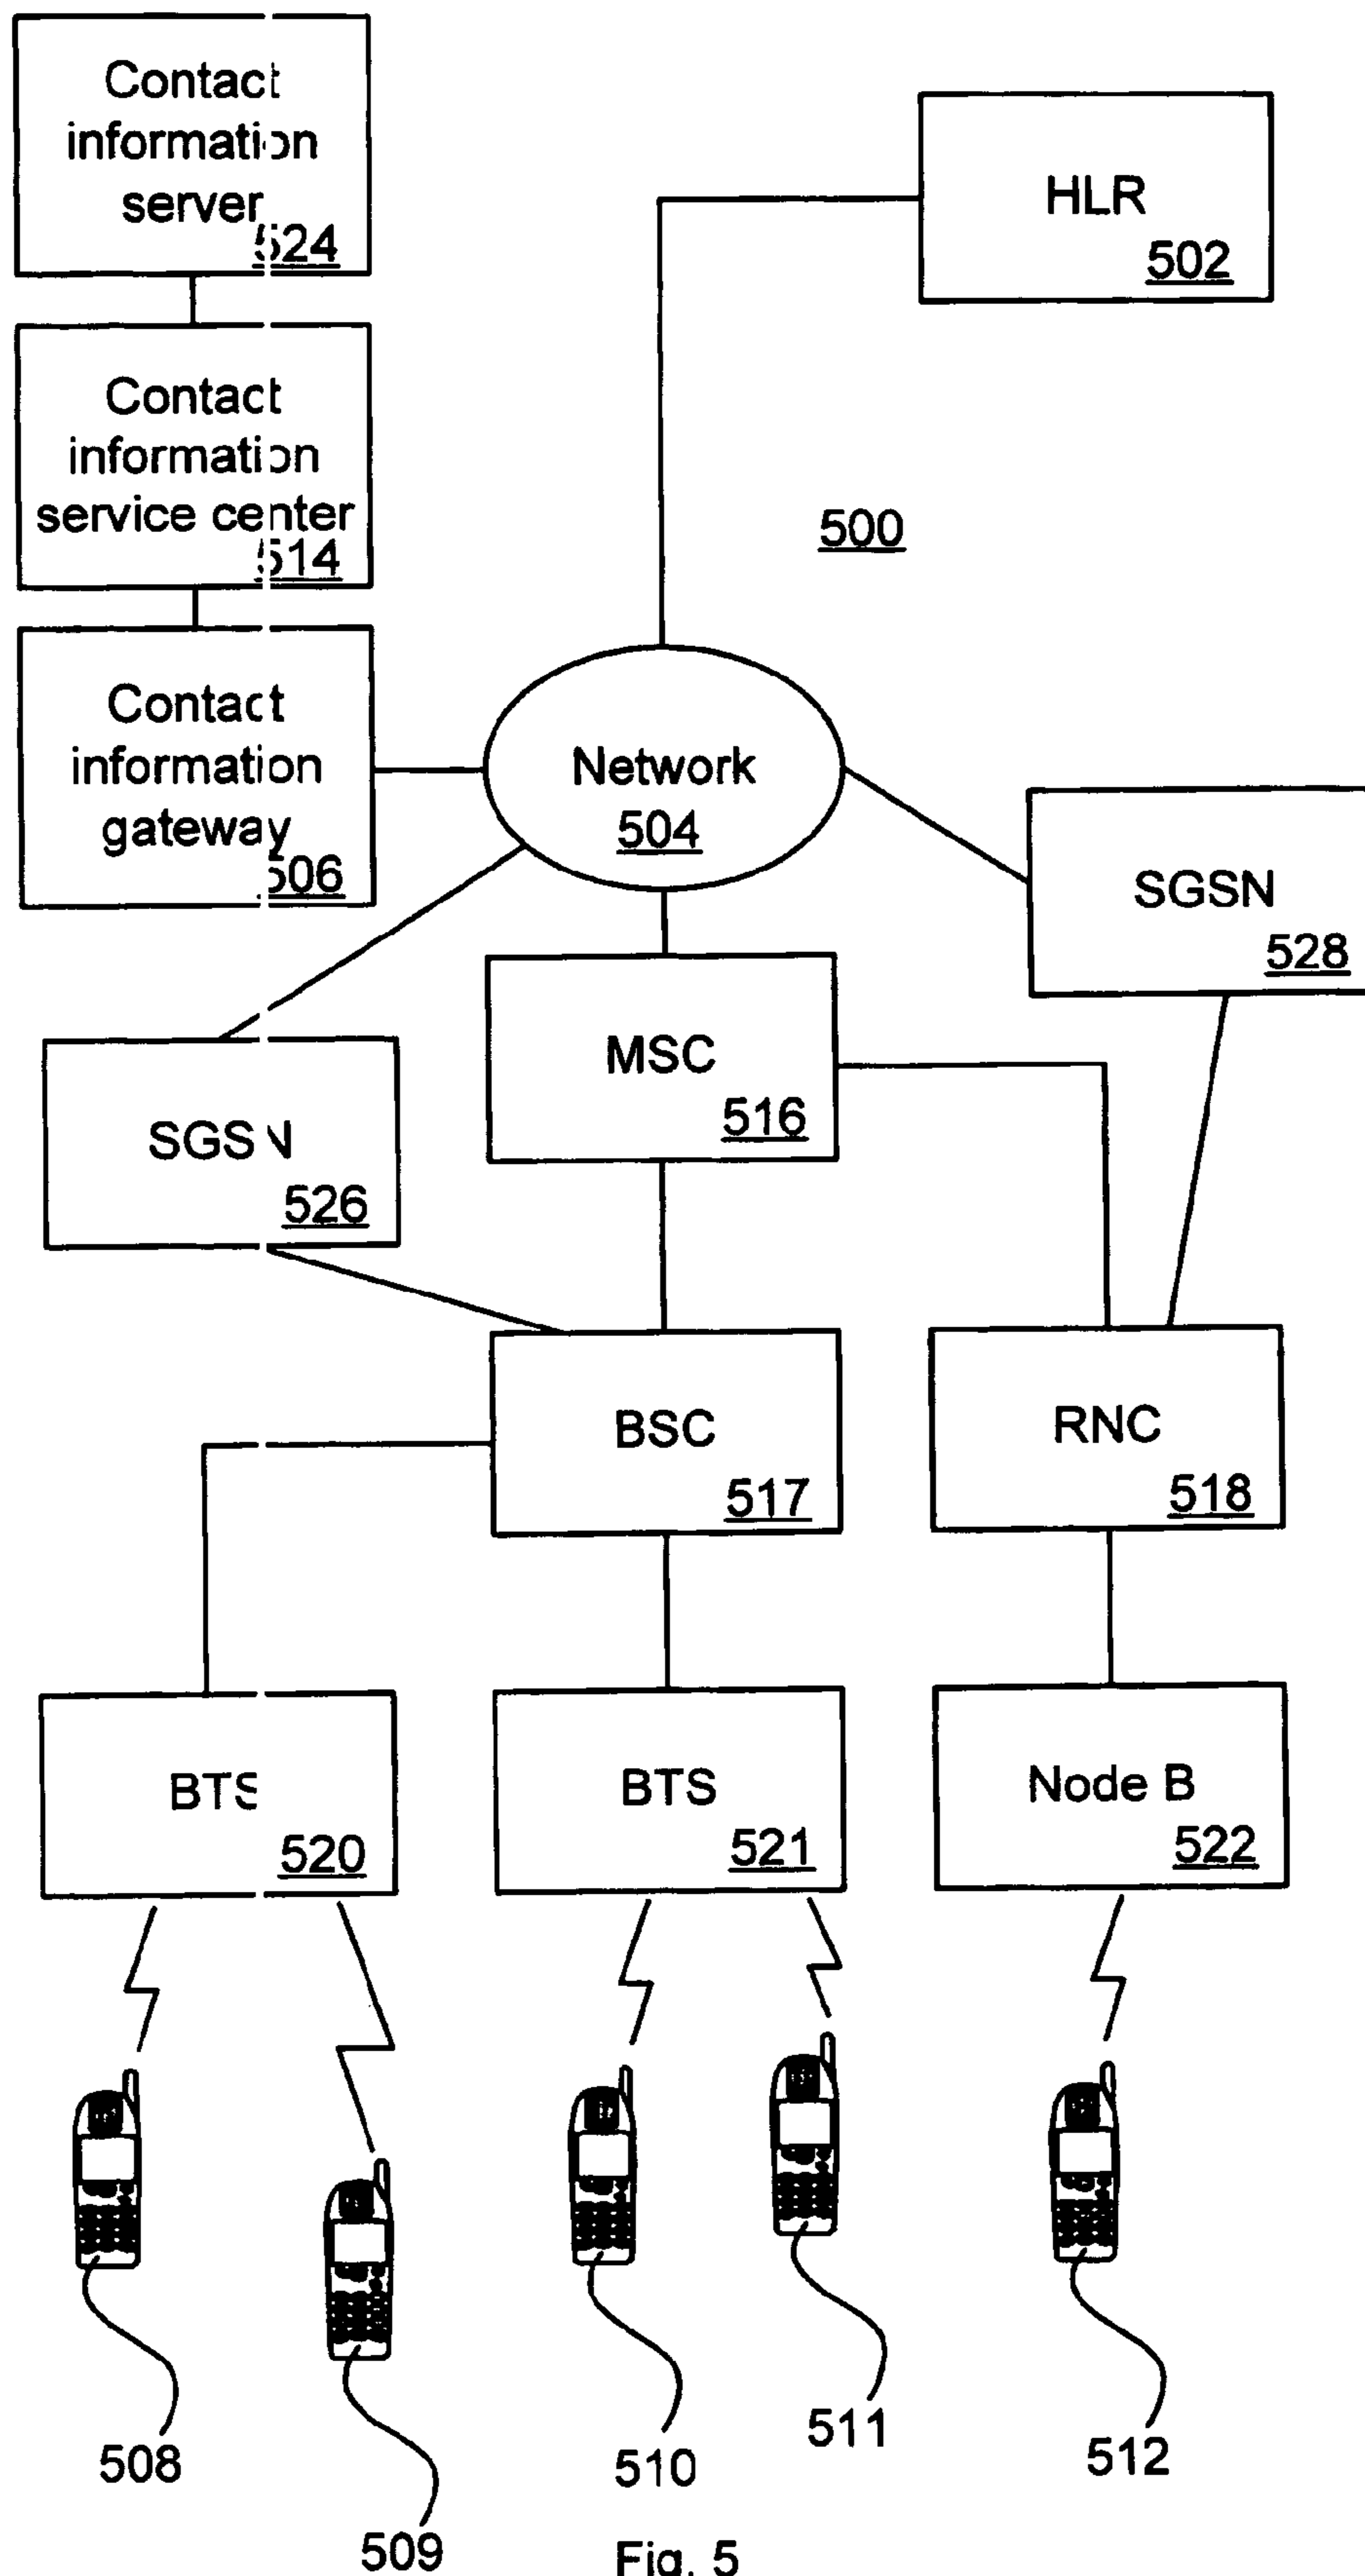 Contact
information
server
524
HLR
502
Contact
information
service center
514
500
Contact
information
gateway
506
Network
504
SGSN
528
MSC
516
SGSN
526
BSC
517
RNC
518
BTS
520
BTS
521
Node B
522
508
509
510
511
512
Fig. 5